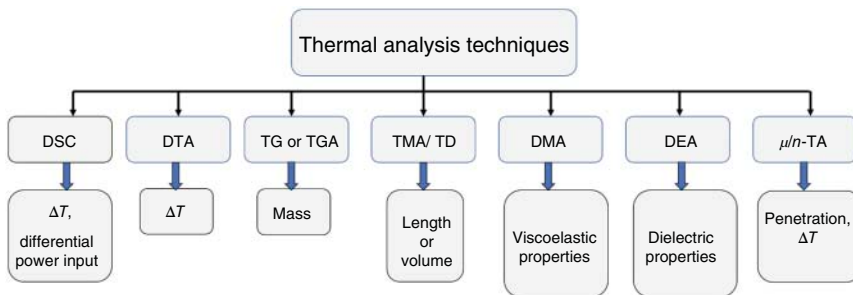 Thermal analysis techniques
DSC
DTA
TG or TGA
TMA/ TD
DMA
DEA
μ/n-TA
ΔT,
differential
power input
ΔT
Mass
Length
or
volume
Viscoelastic
properties
Dielectric
properties
Penetration,
ΔT